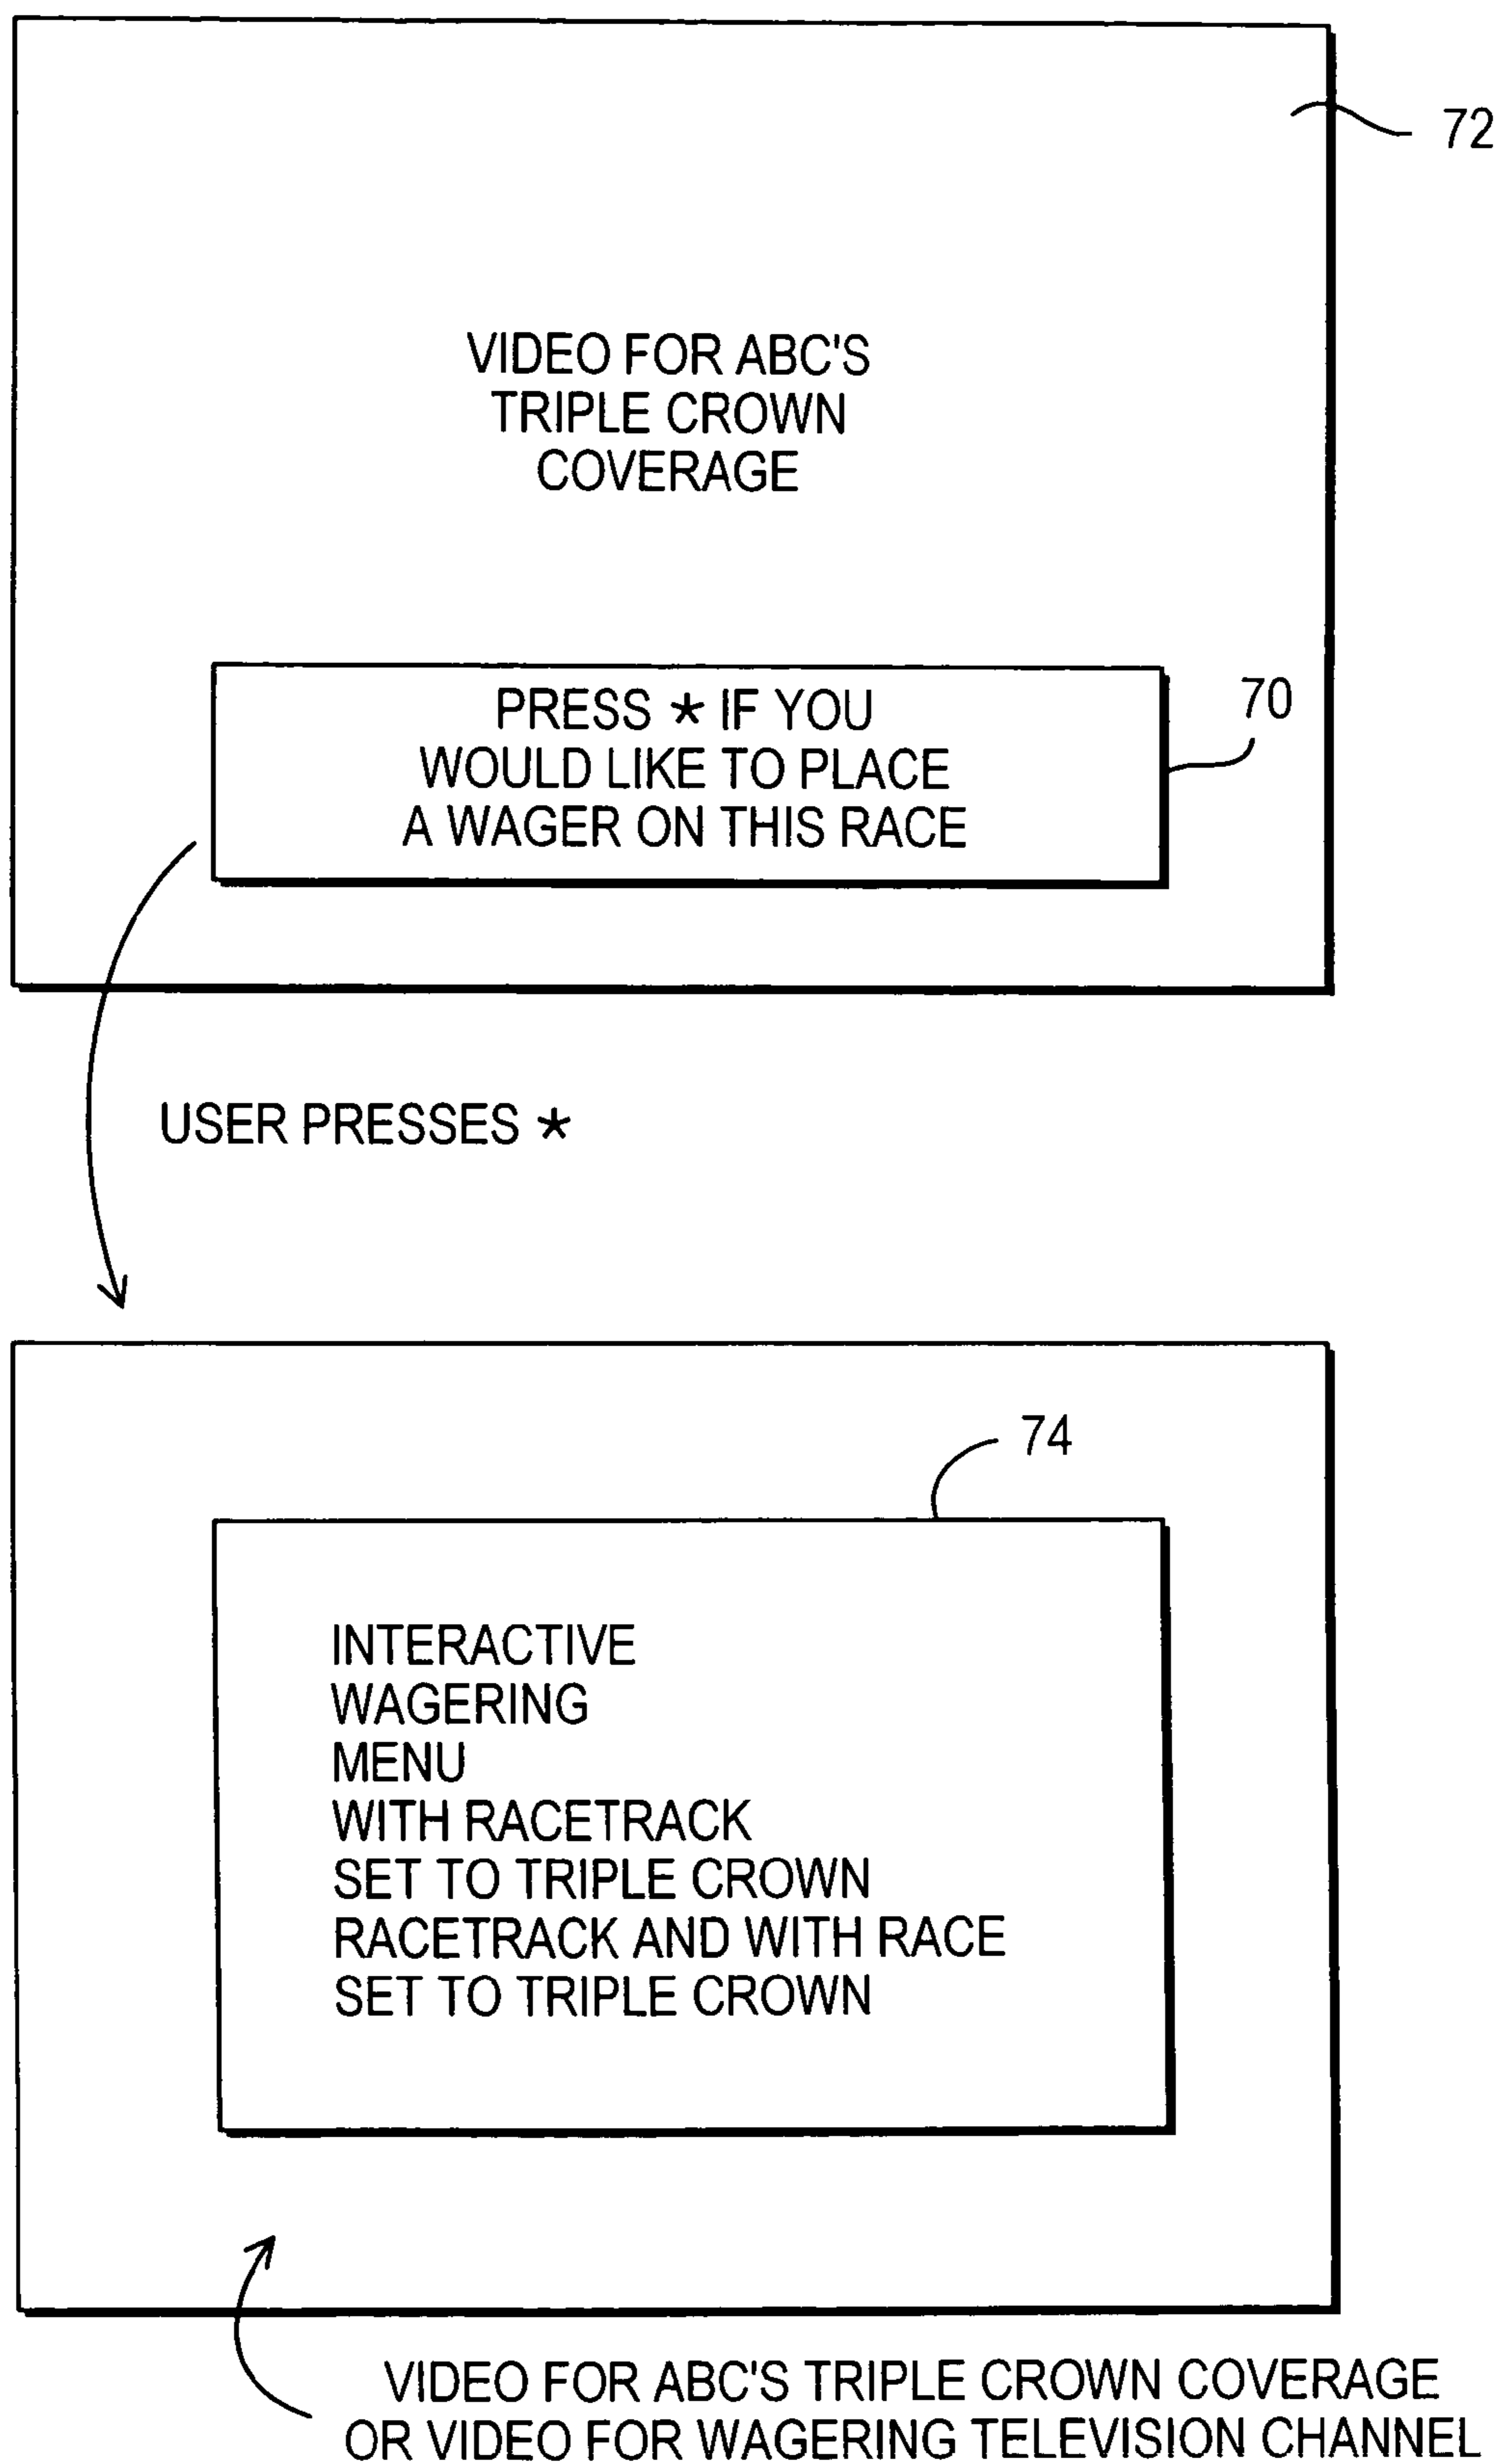 72
VIDEO FOR ABC'S
TRIPLE CROWN
COVERAGE
PRESS * IF YOU
WOULD LIKE TO PLACE
A WAGER ON THIS RACE
70
USER PRESSES *
74
INTERACTIVE
WAGERING
MENU
WITH RACETRACK
SET TO TRIPLE CROWN
RACETRACK AND WITH RACE
SET TO TRIPLE CROWN
VIDEO FOR ABC'S TRIPLE CROWN COVERAGE
OR VIDEO FOR WAGERING TELEVISION CHANNEL